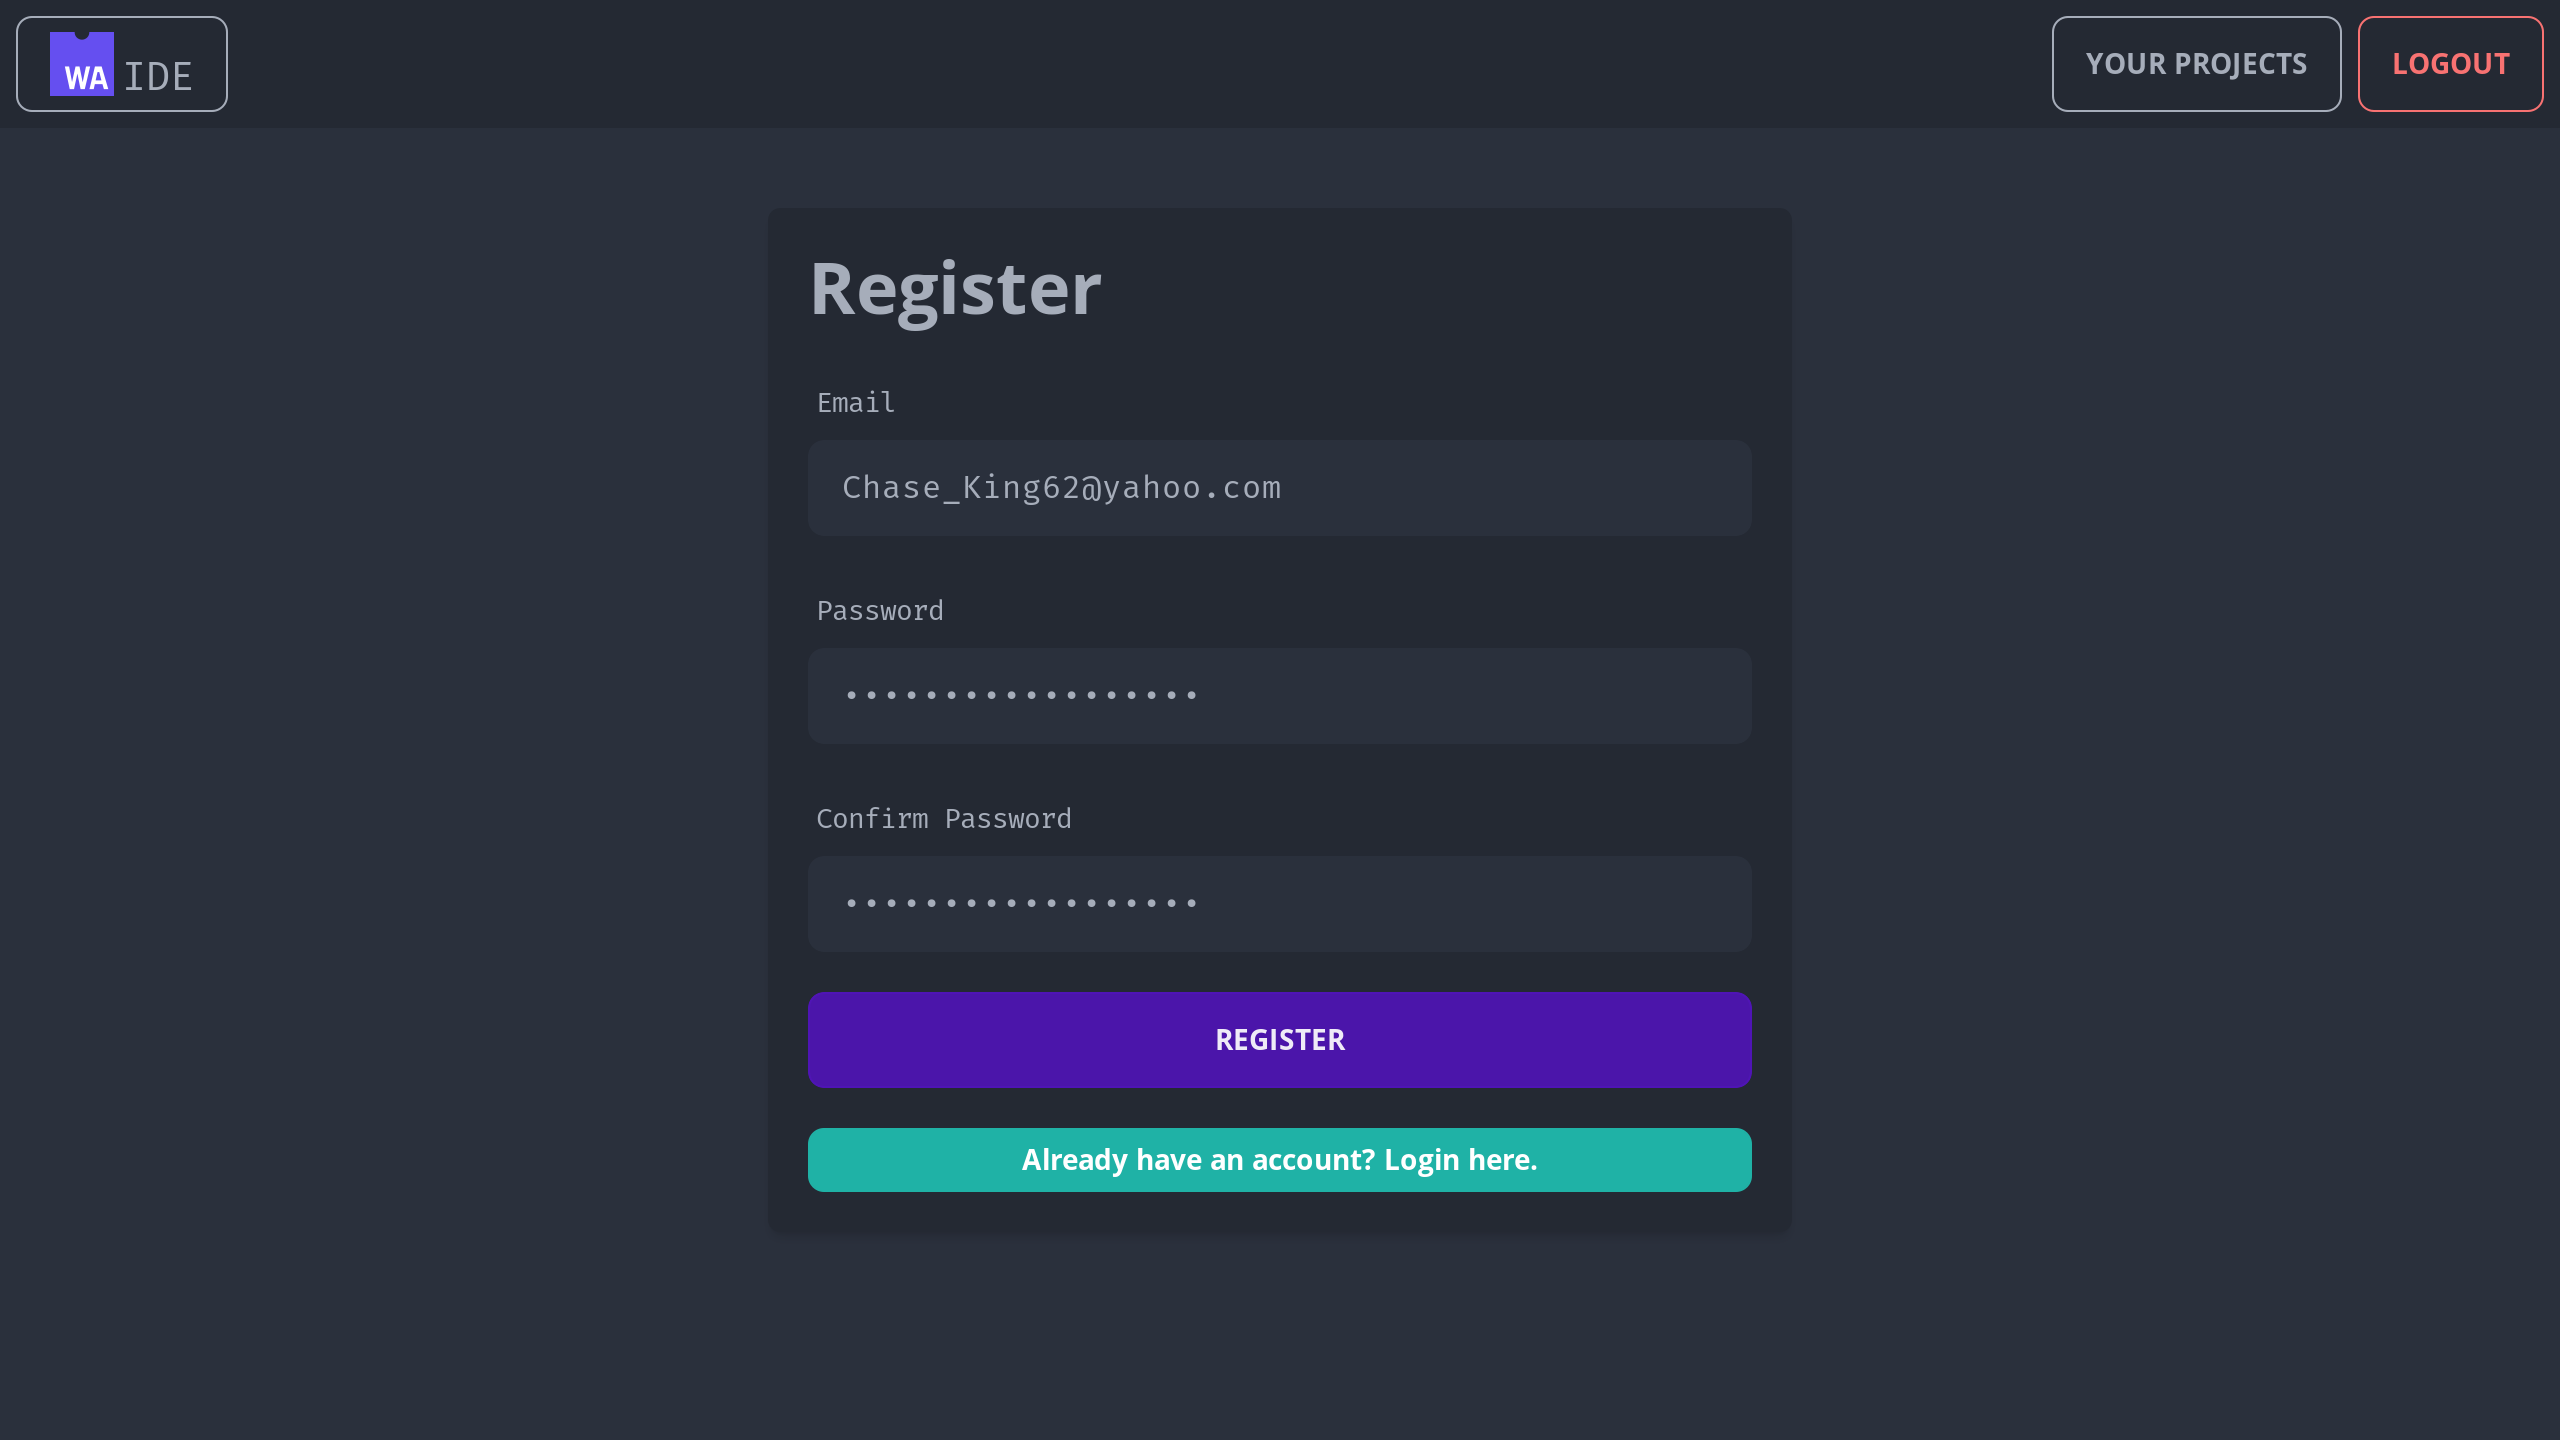 WA IDE
YOUR PROJECTS
LOGOUT
Register
Email
Chase_King62@yahoo.com
Password
••••••••••••••••••
Confirm Password
••••••••••••••••••
REGISTER
Already have an account? Login here.